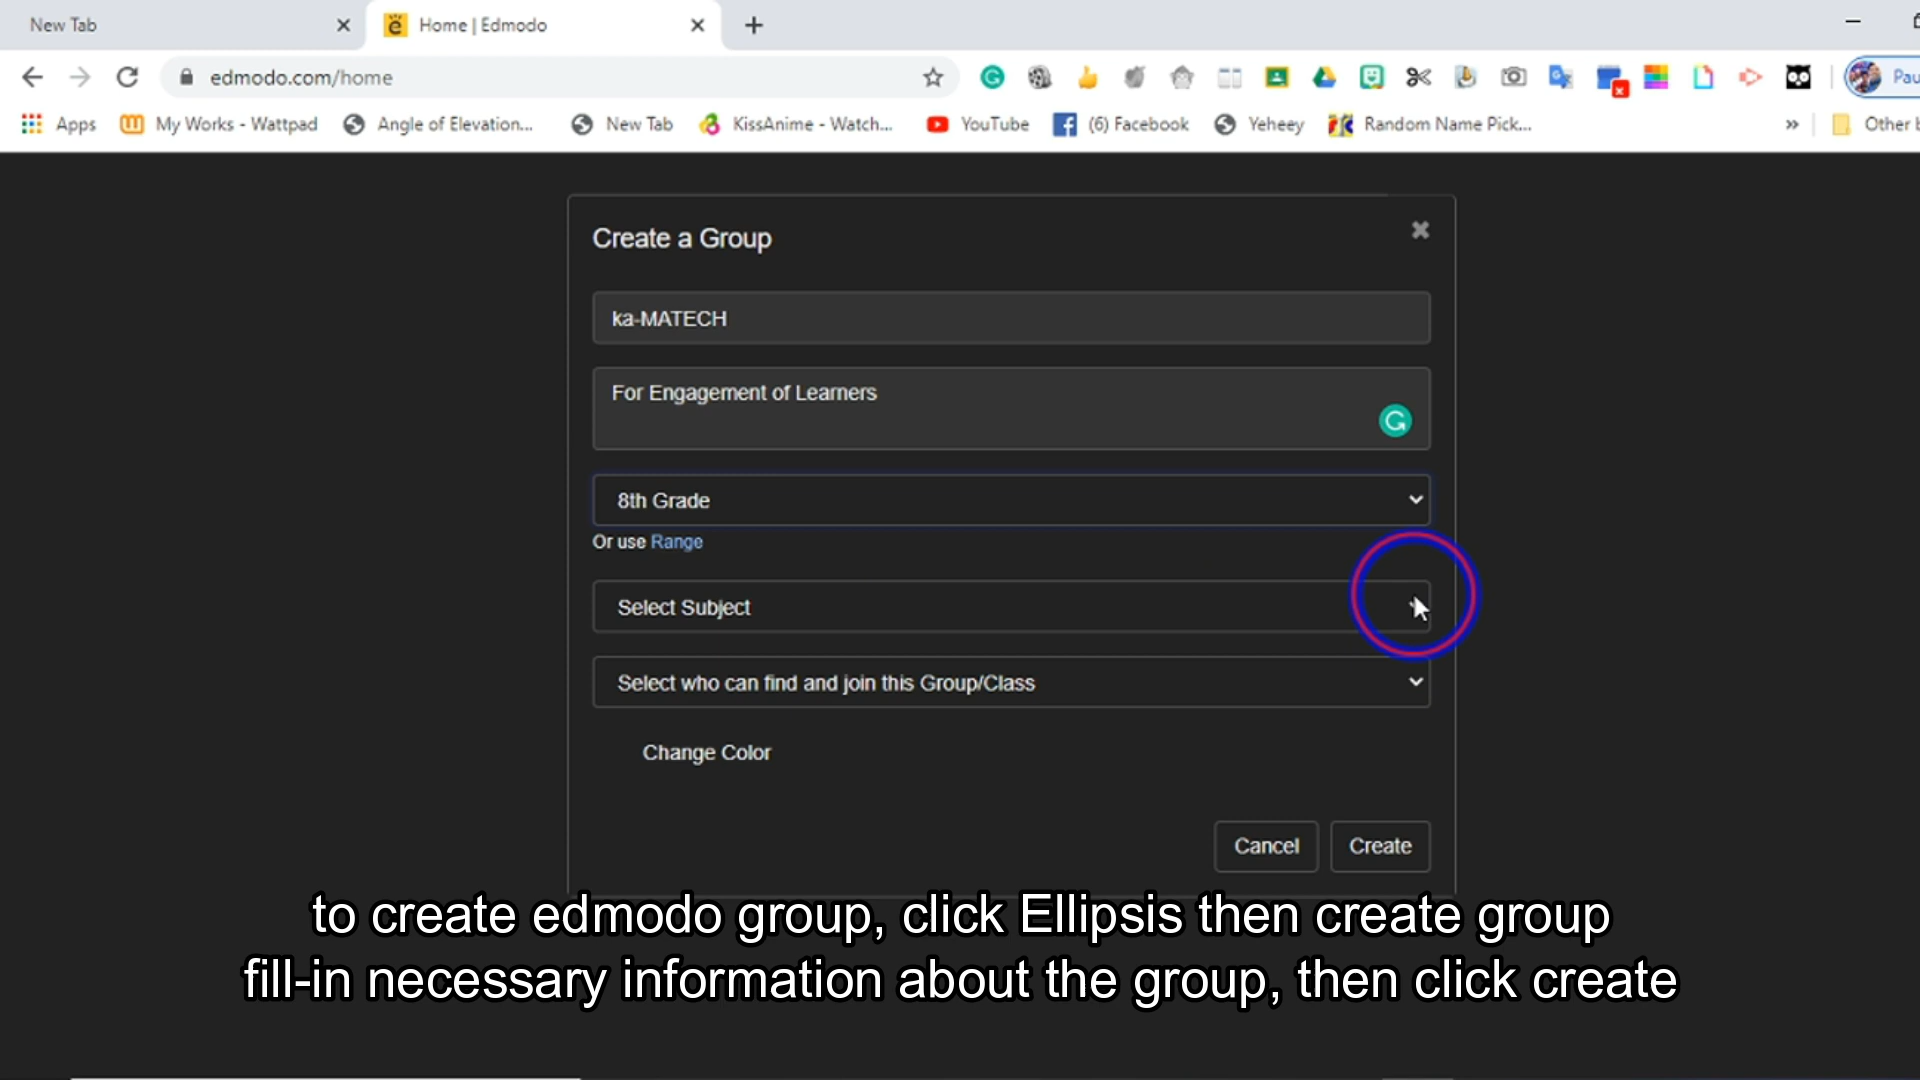 New Tab
Home | Edmodo
edmodo.com/home
Pau
Apps
My Works - Wattpad
Angle of Elevation...
New Tab
KissAnime - Watch...
YouTube
(6) Facebook
Yeheey
Random Name Pick...
»
Other b
Create a Group
ka-MATECH
For Engagement of Learners
8th Grade
Or use Range
Select Subject
Select who can find and join this Group/Class
Change Color
Cancel
Create
to create edmodo group, click Ellipsis then create group
fill-in necessary information about the group, then click create